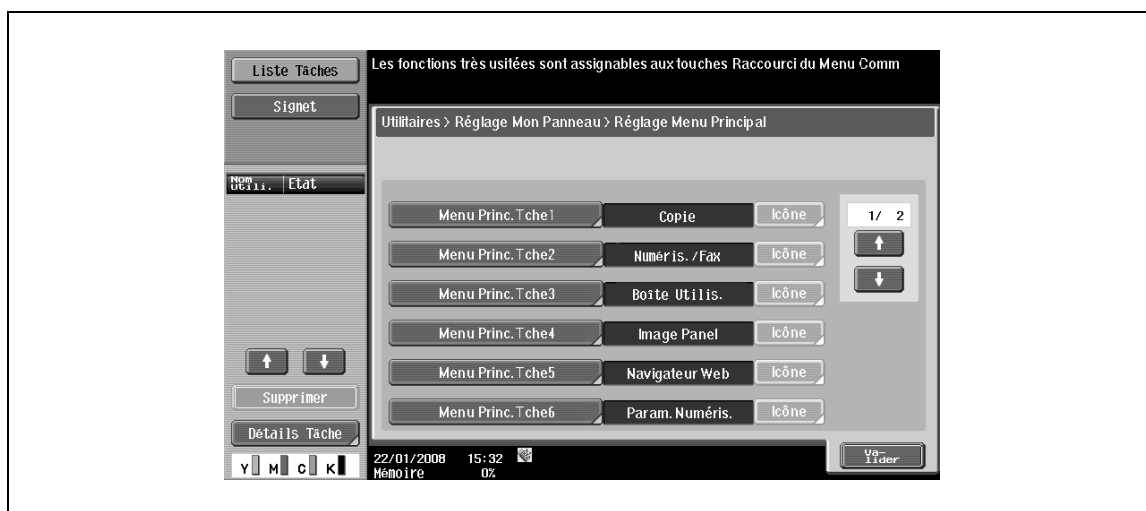 Liste Tâches
Signet
Nom Utili. Etat
Supprimer
Détails Tâche
Y M C K
Les fonctions très usitées sont assignables aux touches Raccourci du Menu Comm
Utilitaires > Réglage Mon Panneau > Réglage Menu Principal
Menu Princ.Tche1 Copie Icône 1/ 2
Menu Princ.Tche2 Numéris./Fax Icône
Menu Princ.Tche3 Boîte Utilis. Icône
Menu Princ.Tche4 Image Panel Icône
Menu Princ.Tche5 Navigateur Web Icône
Menu Princ.Tche6 Param. Numéris. Icône
22/01/2008 15:32
Mémoire 0%
Va-
lider